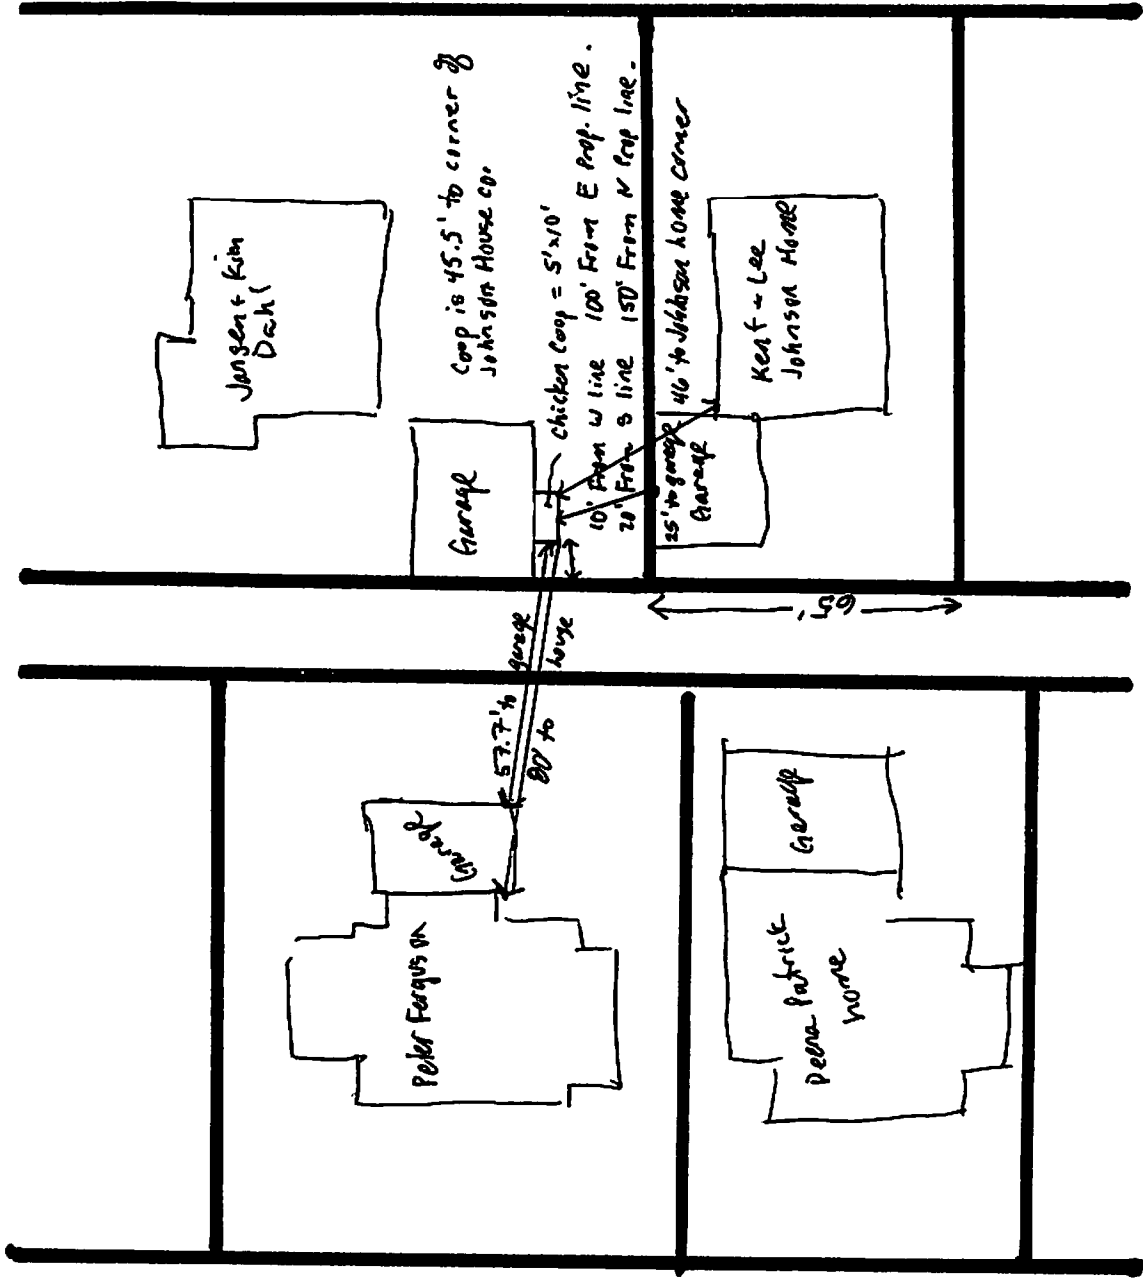 Jansen + Kim
Dahl
Coop is 45.5' to corner of
Johnson House co.
Garage
Chicken Coop = 5'x10'
10' From W line 100' From E Prop. line.
20' From S line 150' From N Prop line.
46' to Johnson home corner
25' to garage
Garage
Kent - Lee
Johnson Home
65'
57.7' to garage
80' to house
Garage
Peter Ferguson
Garage
Deena Patrick
home